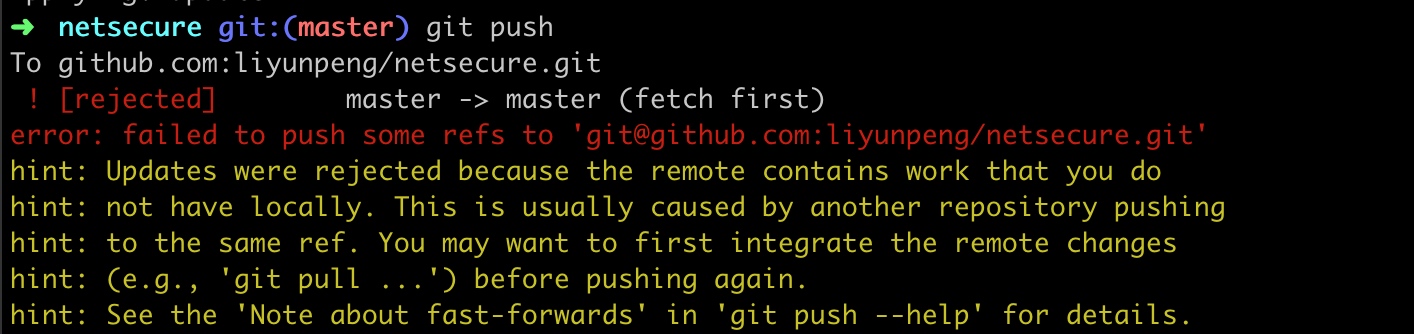 ➜ netsecure git:(master) git push
To github.com:liyunpeng/netsecure.git
 ! [rejected]        master -> master (fetch first)
error: failed to push some refs to 'git@github.com:liyunpeng/netsecure.git'
hint: Updates were rejected because the remote contains work that you do
hint: not have locally. This is usually caused by another repository pushing
hint: to the same ref. You may want to first integrate the remote changes
hint: (e.g., 'git pull ...') before pushing again.
hint: See the 'Note about fast-forwards' in 'git push --help' for details.